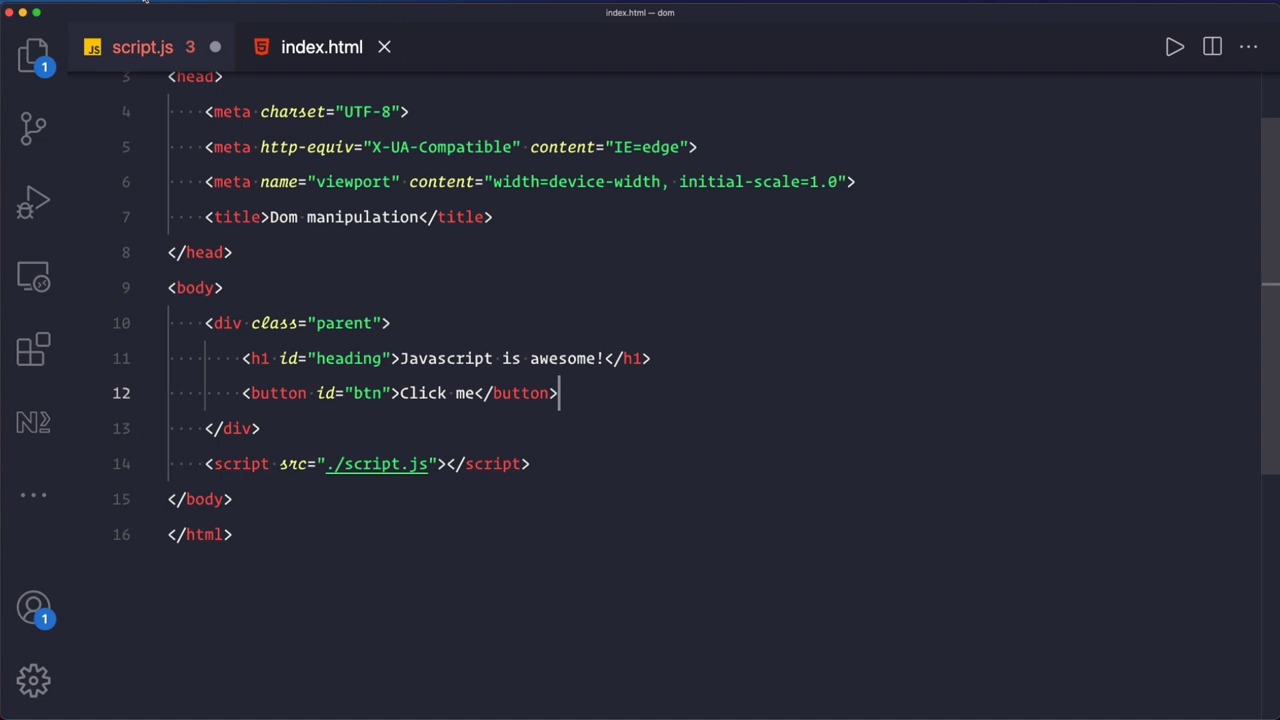 index.html — dom
JS script.js 3 index.html
1
3 <head>
4 <meta charset="UTF-8">
5 <meta http-equiv="X-UA-Compatible" content="IE=edge">
6 <meta name="viewport" content="width=device-width, initial-scale=1.0">
7 <title>Dom manipulation</title>
8 </head>
9 <body>
10 <div class="parent">
11 <h1 id="heading">Javascript is awesome!</h1>
12 <button id="btn">Click me</button>
13 </div>
14 <script src="./script.js"></script>
15 </body>
16 </html>
1